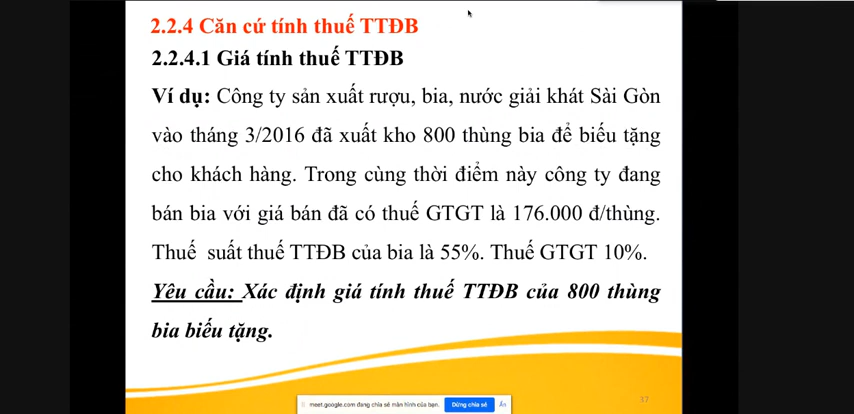 2.2.4 Căn cứ tính thuế TTĐB
2.2.4.1 Giá tính thuế TTĐB
Ví dụ: Công ty sản xuất rượu, bia, nước giải khát Sài Gòn
vào tháng 3/2016 đã xuất kho 800 thùng bia để biếu tặng
cho khách hàng. Trong cùng thời điểm này công ty đang
bán bia với giá bán đã có thuế GTGT là 176.000 đ/thùng.
Thuế suất thuế TTĐB của bia là 55%. Thuế GTGT 10%.
Yêu cầu: Xác định giá tính thuế TTĐB của 800 thùng
bia biếu tặng.
37
meet.google.com đang chia sẻ màn hình của bạn. Dừng chia sẻ Ẩn